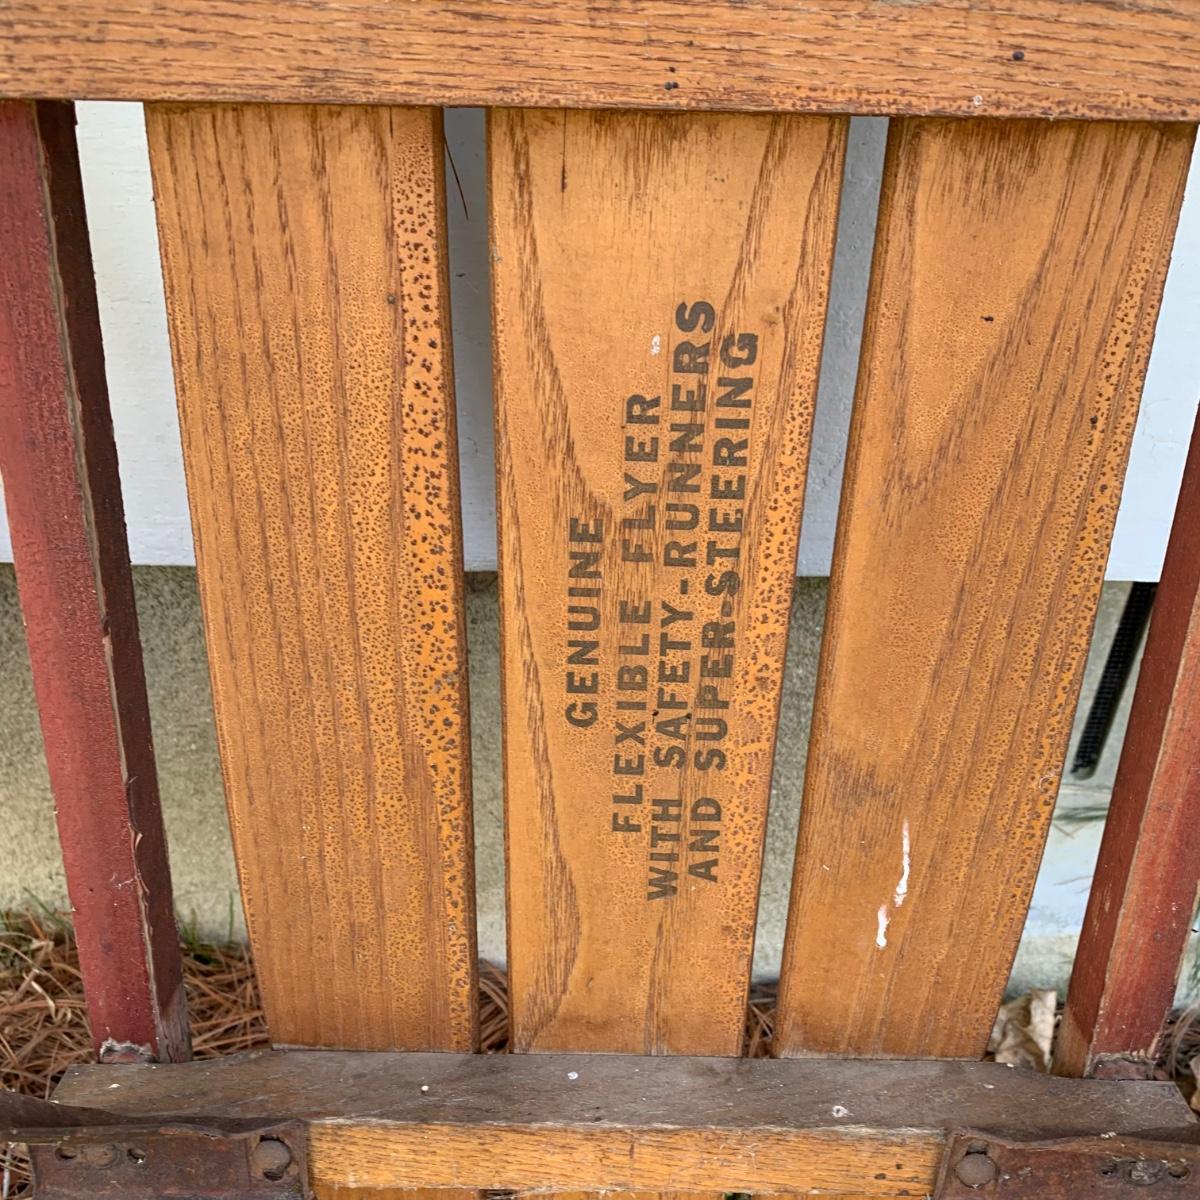 GENUINE
FLEXIBLE FLYER
WITH SAFETY-RUNNERS
AND SUPER-STEERING